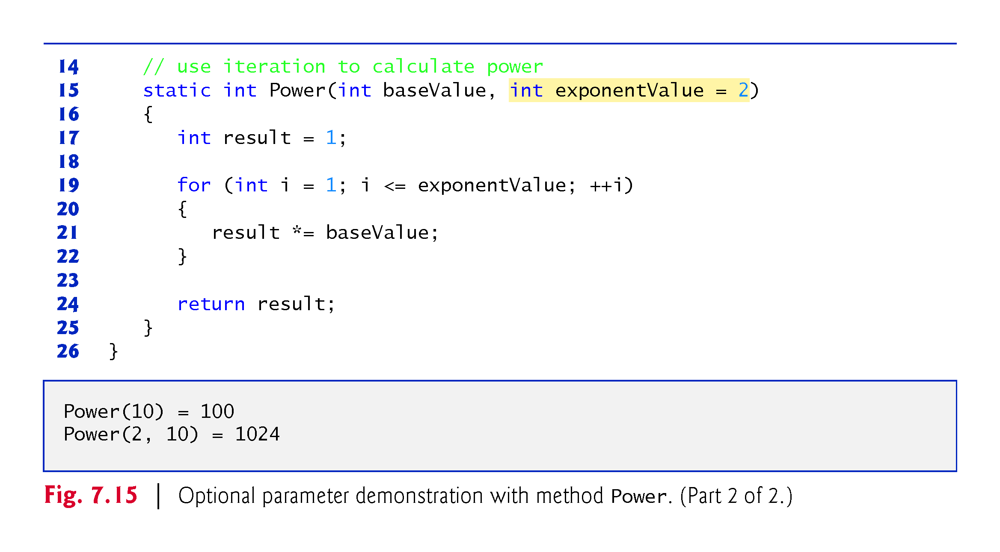 14 // use iteration to calculate power
15 static int Power(int baseValue, int exponentValue = 2)
16 {
17 int result = 1;
18
19 for (int i = 1; i <= exponentValue; ++i)
20 {
21 result *= baseValue;
22 }
23
24 return result;
25 }
26 }
Power(10) = 100
Power(2, 10) = 1024
Fig. 7.15 | Optional parameter demonstration with method Power. (Part 2 of 2.)